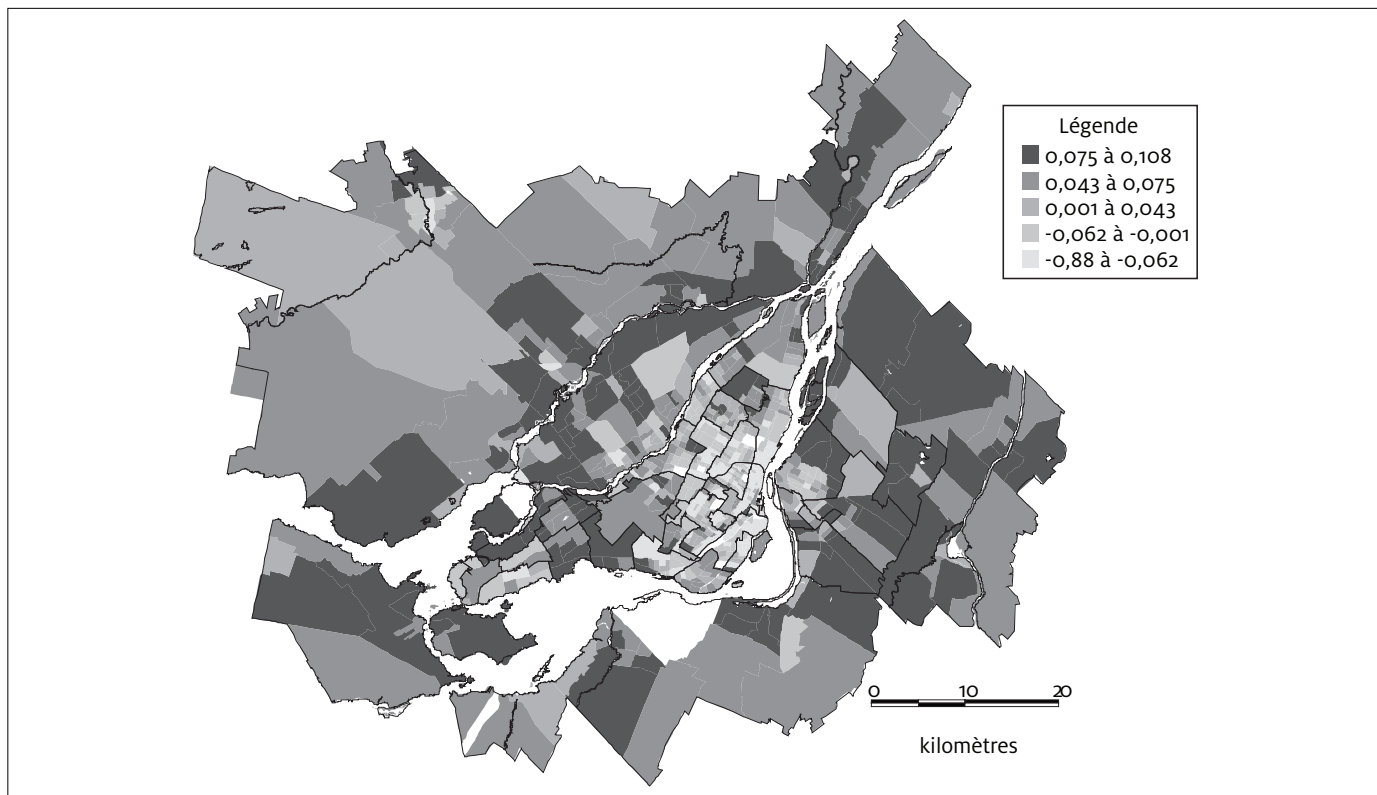 Légende
0,075 à 0,108
0,043 à 0,075
0,001 à 0,043
-0,062 à -0,001
-0,88 à -0,062
0 10 20
kilomètres